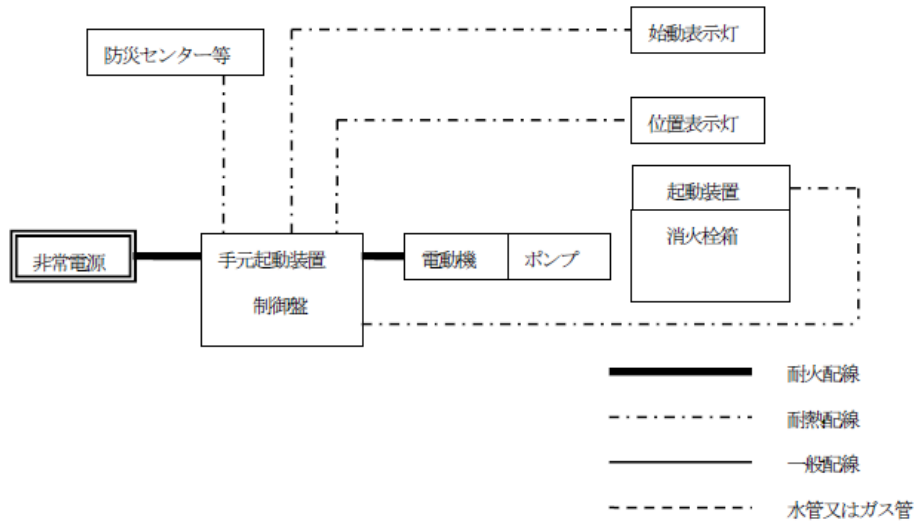 始動表示灯
防災センター等
位置表示灯
起動装置
消火栓箱
非常電源
手元起動装置
制御盤
電動機
ポンプ
耐火配線
耐熱配線
一般配線
水管又はガス管